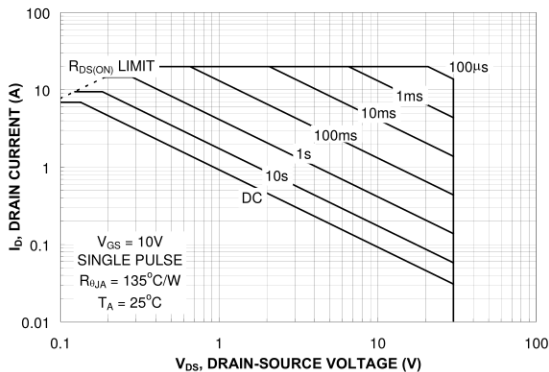 100
10
1
0.1
0.01
0.1
1
10
100
I_D, DRAIN CURRENT (A)
V_DS, DRAIN-SOURCE VOLTAGE (V)
R_DS(ON) LIMIT
100μs
1ms
10ms
100ms
1s
10s
DC
V_GS = 10V
SINGLE PULSE
R_θJA = 135°C/W
T_A = 25°C